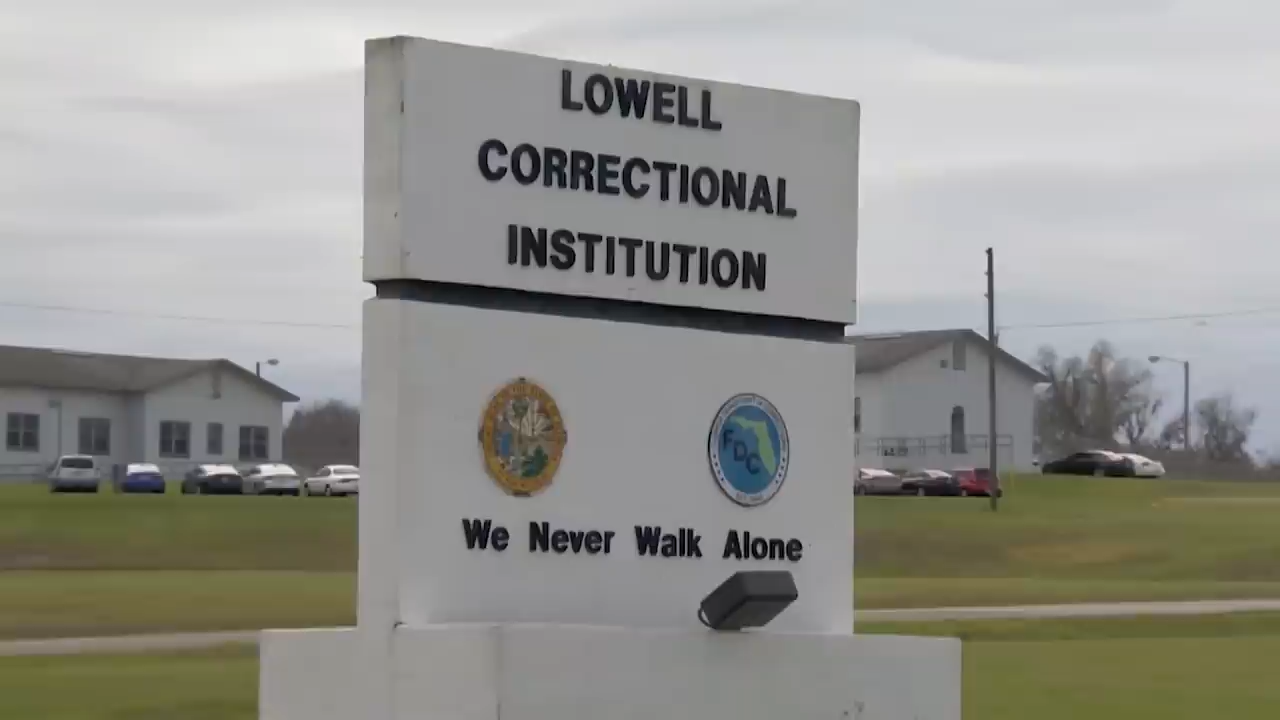 LOWELL
CORRECTIONAL
INSTITUTION
FDC
We Never Walk Alone